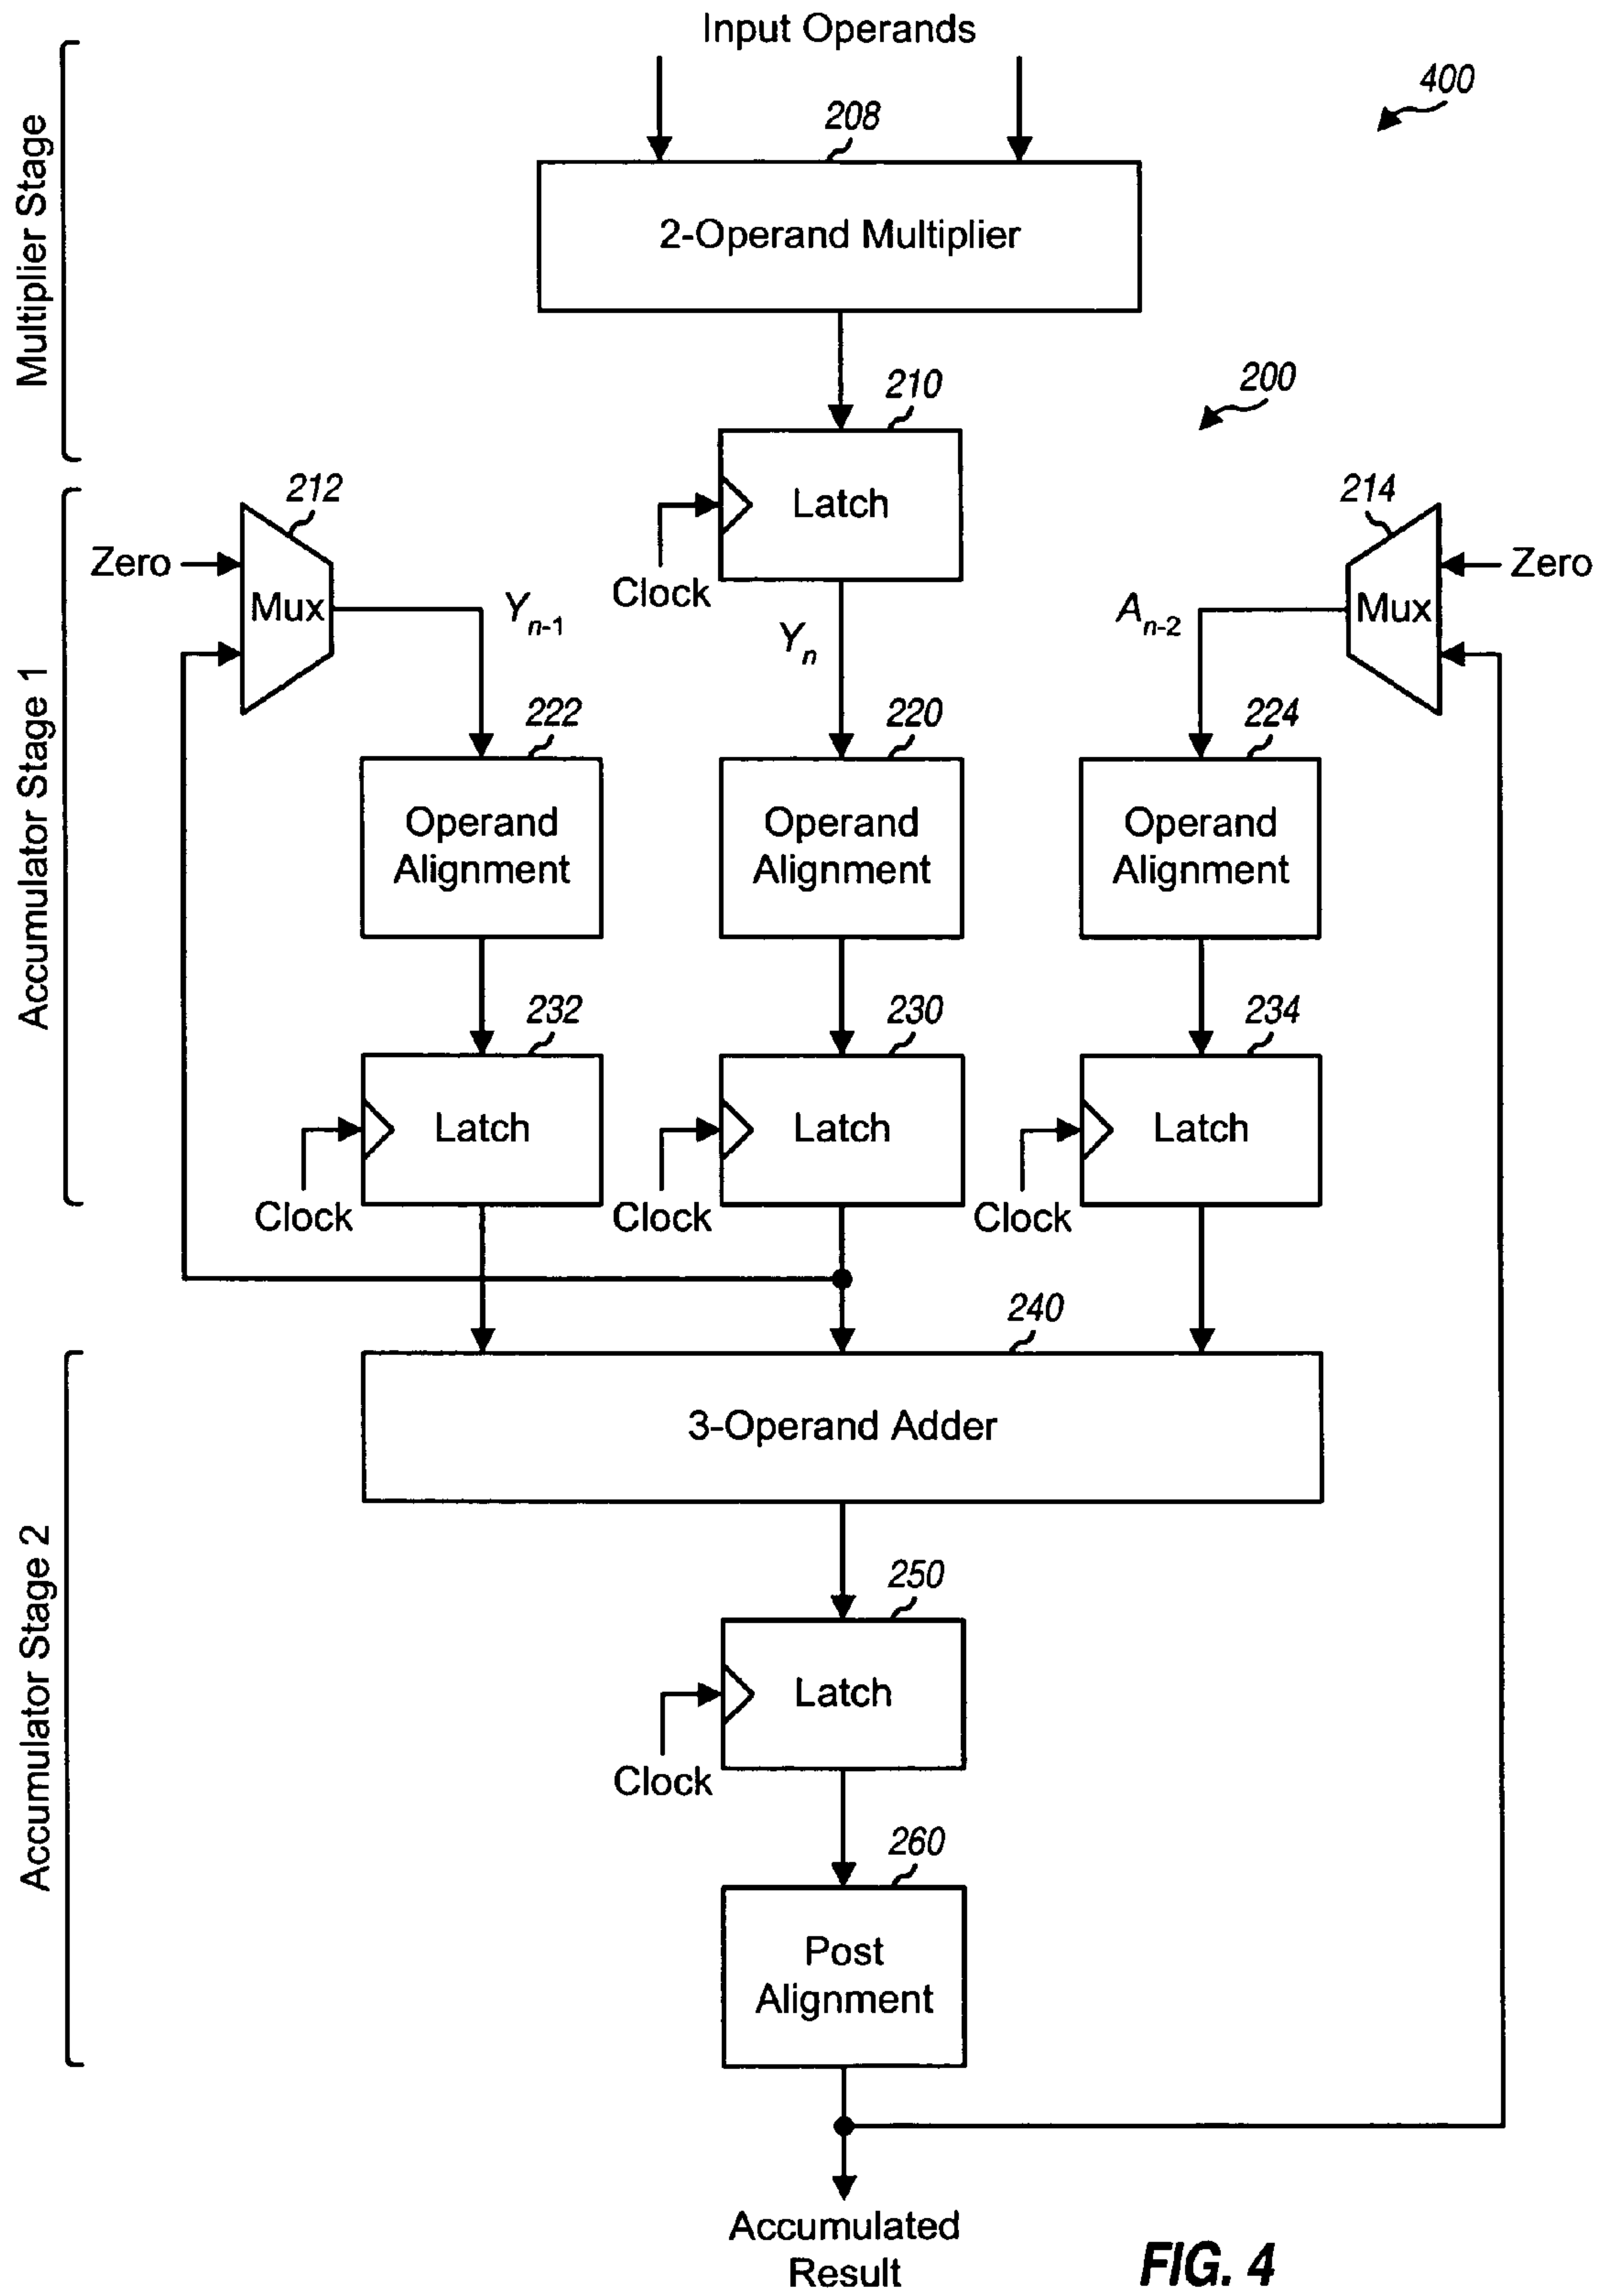 Input Operands
400
208
Multiplier Stage
2-Operand Multiplier
210
200
Latch
Clock
212
214
Zero
Mux
Zero
Mux
Yn-1
Yn
An-2
Accumulator Stage 1
222
220
224
Operand
Alignment
Operand
Alignment
Operand
Alignment
232
230
234
Latch
Latch
Latch
Clock
Clock
Clock
240
3-Operand Adder
Accumulator Stage 2
250
Latch
Clock
260
Post
Alignment
Accumulated
Result
FIG. 4